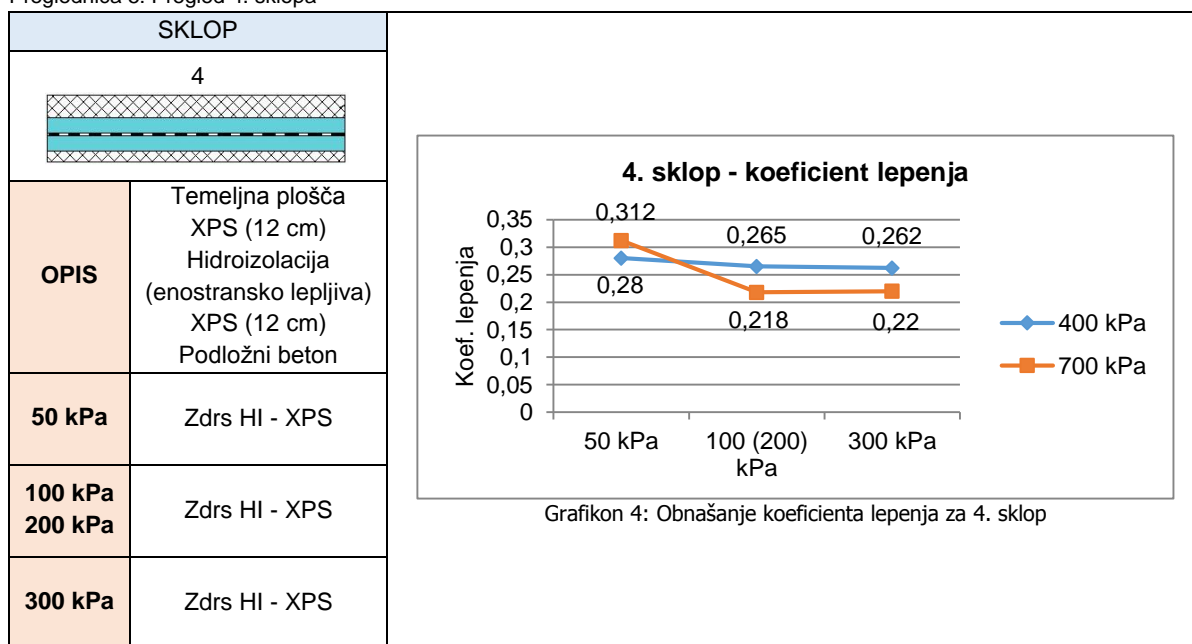 Preglednica 8: Pregled 4. sklopa
SKLOP
4
OPIS
Temeljna plošča
XPS (12 cm)
Hidroizolacija
(enostransko lepljiva)
XPS (12 cm)
Podložni beton
50 kPa
Zdrs HI - XPS
100 kPa
200 kPa
Zdrs HI - XPS
300 kPa
Zdrs HI - XPS
4. sklop - koeficient lepenja
Koef. lepenja
0,35
0,3
0,25
0,2
0,15
0,1
0,05
0
0,312
0,265
0,262
0,28
0,218
0,22
50 kPa
100 (200)
kPa
300 kPa
400 kPa
700 kPa
Grafikon 4: Obnašanje koeficienta lepenja za 4. sklop